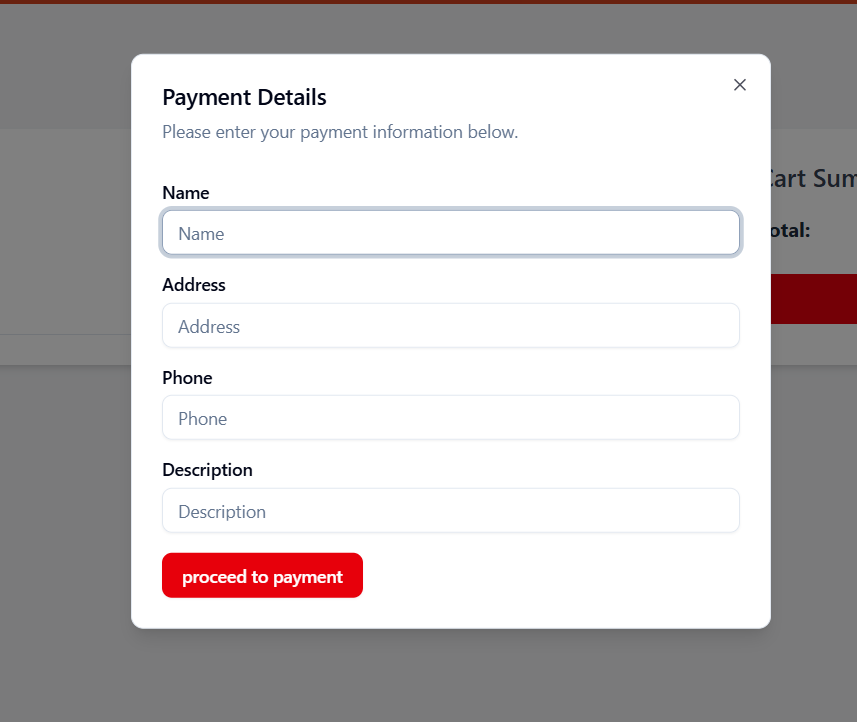 Payment Details
Please enter your payment information below.
Name
Name
Address
Address
Phone
Phone
Description
Description
proceed to payment
Cart Sum
otal: